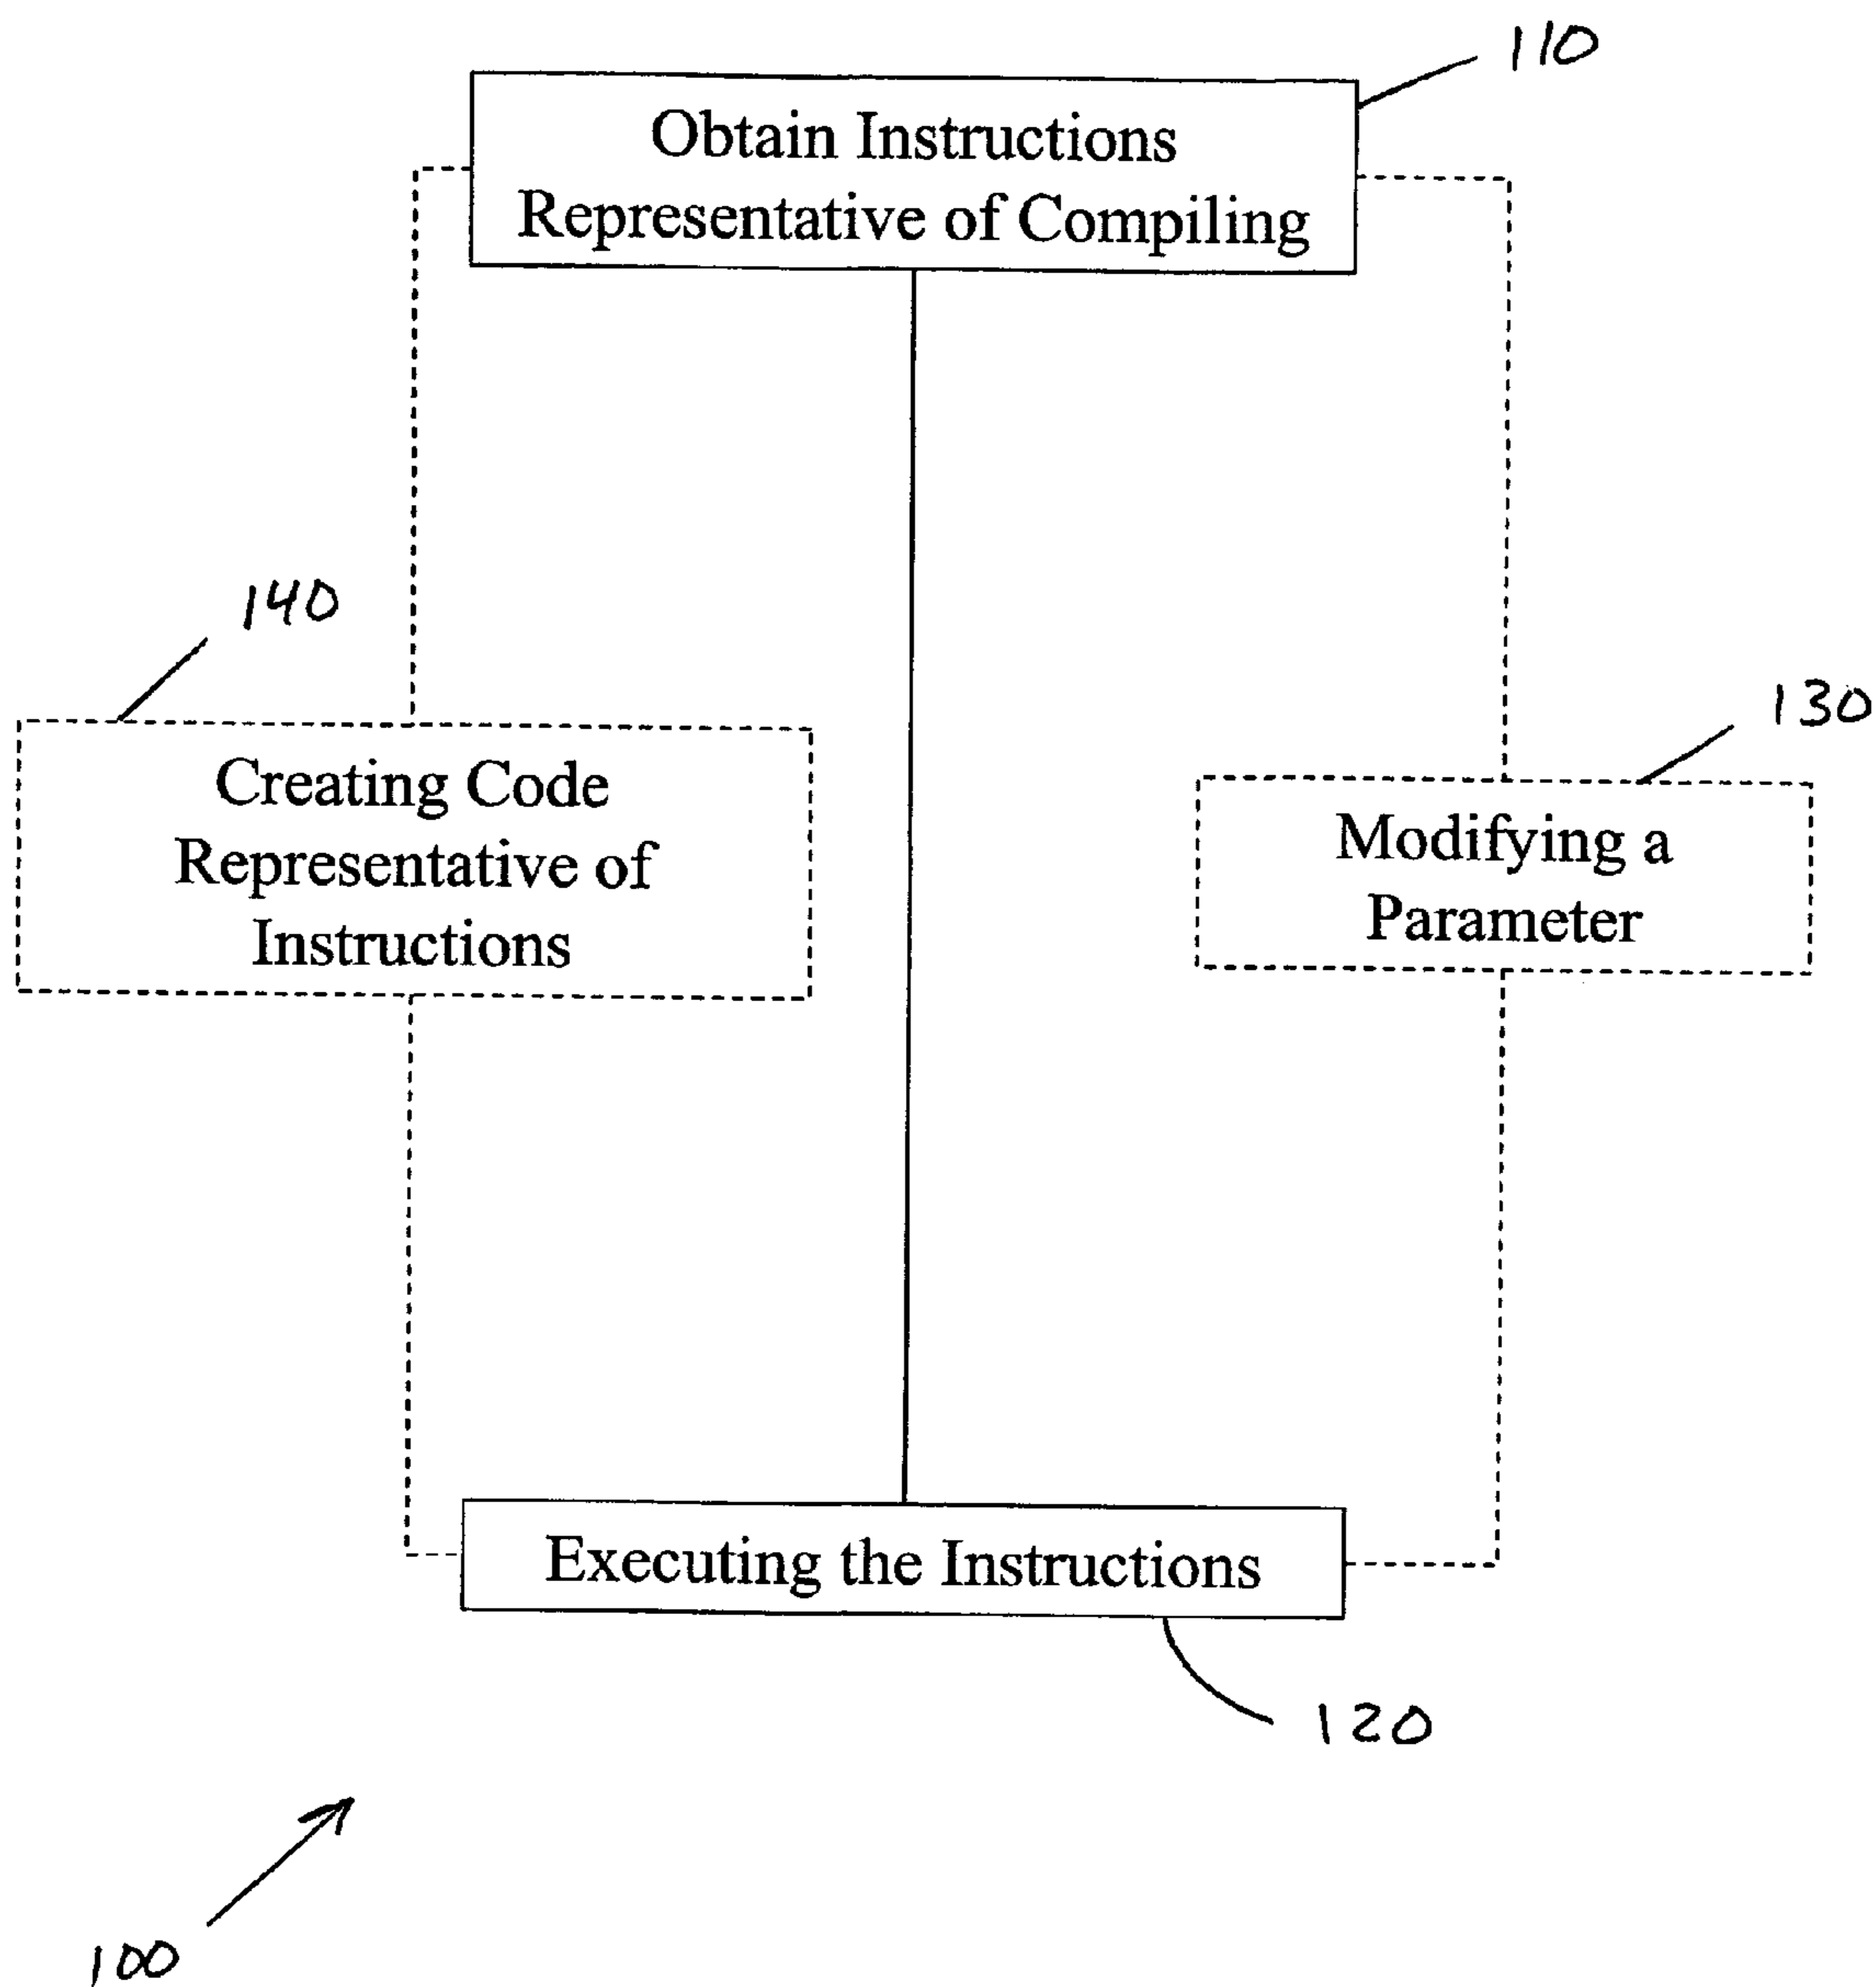 110
Obtain Instructions
Representative of Compiling
140
Creating Code
Representative of
Instructions
130
Modifying a
Parameter
Executing the Instructions
120
100